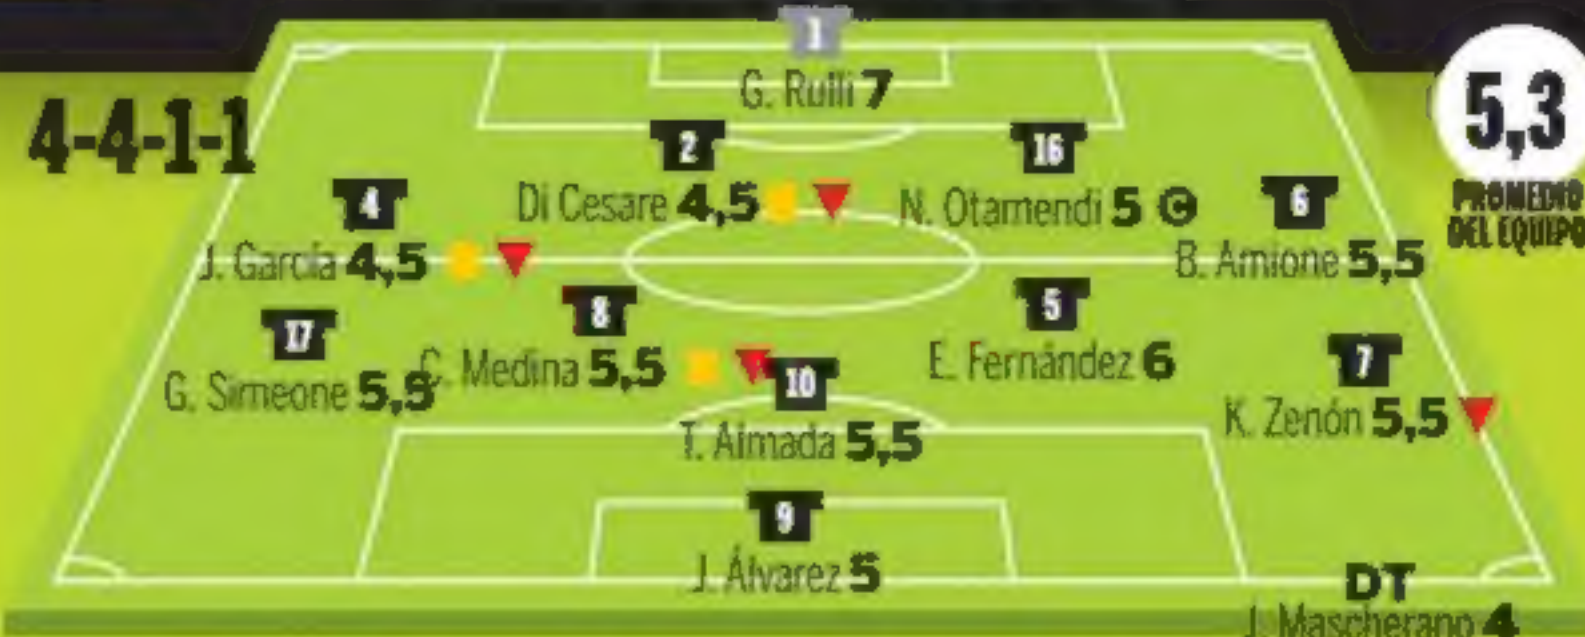 1
G. Rulli 7
4-4-1-1
5,3
PROMEDIO
DEL EQUIPO
2
Di Cesare 4,5
16
N. Otamendi 5 C
4
J. García 4,5
6
B. Amione 5,5
17
G. Simeone 5,5
8
C. Medina 5,5
5
E. Fernández 6
7
K. Zenón 5,5
10
T. Almada 5,5
9
J. Álvarez 5
DT
J. Mascherano 4